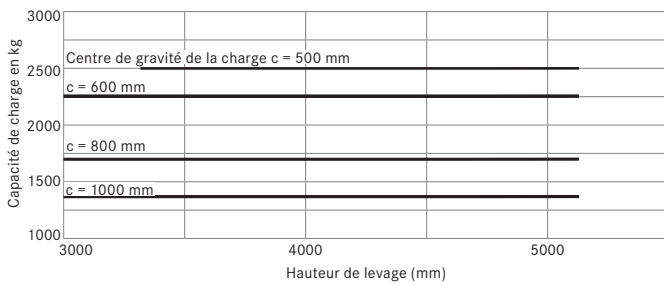 Capacité de charge en kg
3000
Centre de gravité de la charge c = 500 mm
2500
c = 600 mm
2000
c = 800 mm
1500
c = 1000 mm
1000
3000
4000
5000
Hauteur de levage (mm)